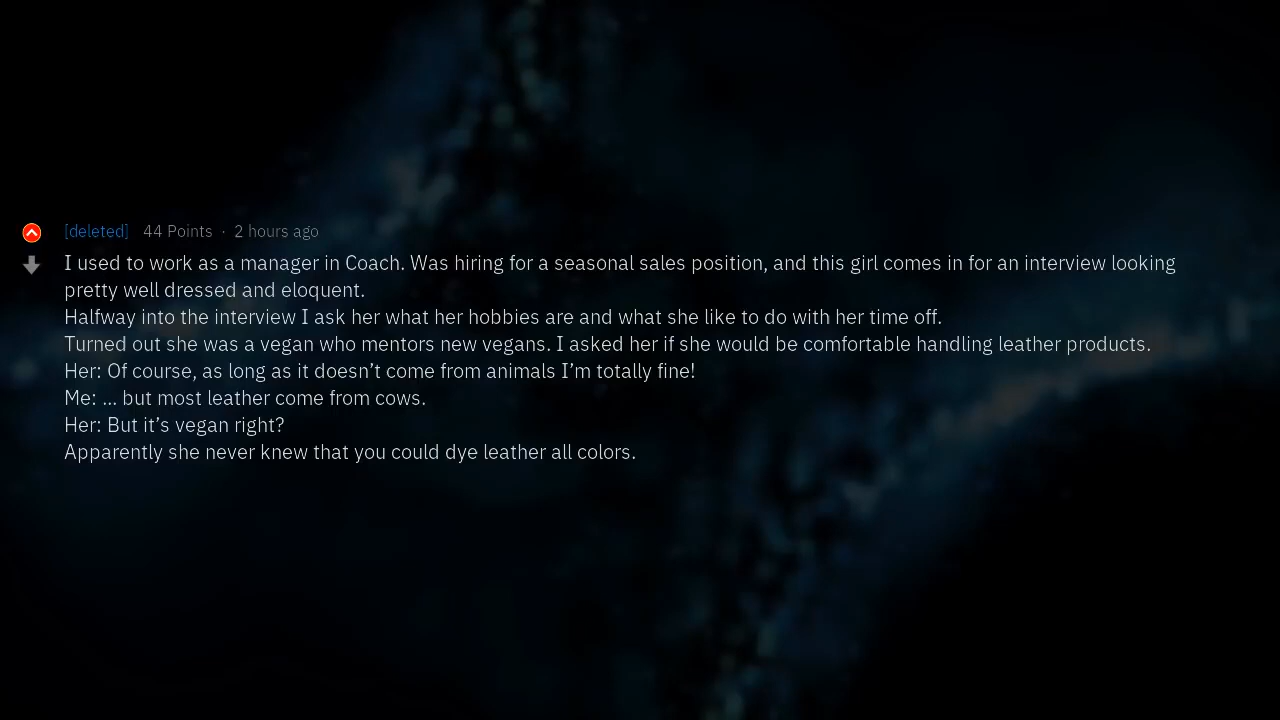 [deleted] 44 Points · 2 hours ago
I used to work as a manager in Coach. Was hiring for a seasonal sales position, and this girl comes in for an interview looking
pretty well dressed and eloquent.
Halfway into the interview I ask her what her hobbies are and what she like to do with her time off.
Turned out she was a vegan who mentors new vegans. I asked her if she would be comfortable handling leather products.
Her: Of course, as long as it doesn’t come from animals I’m totally fine!
Me: ... but most leather come from cows.
Her: But it’s vegan right?
Apparently she never knew that you could dye leather all colors.